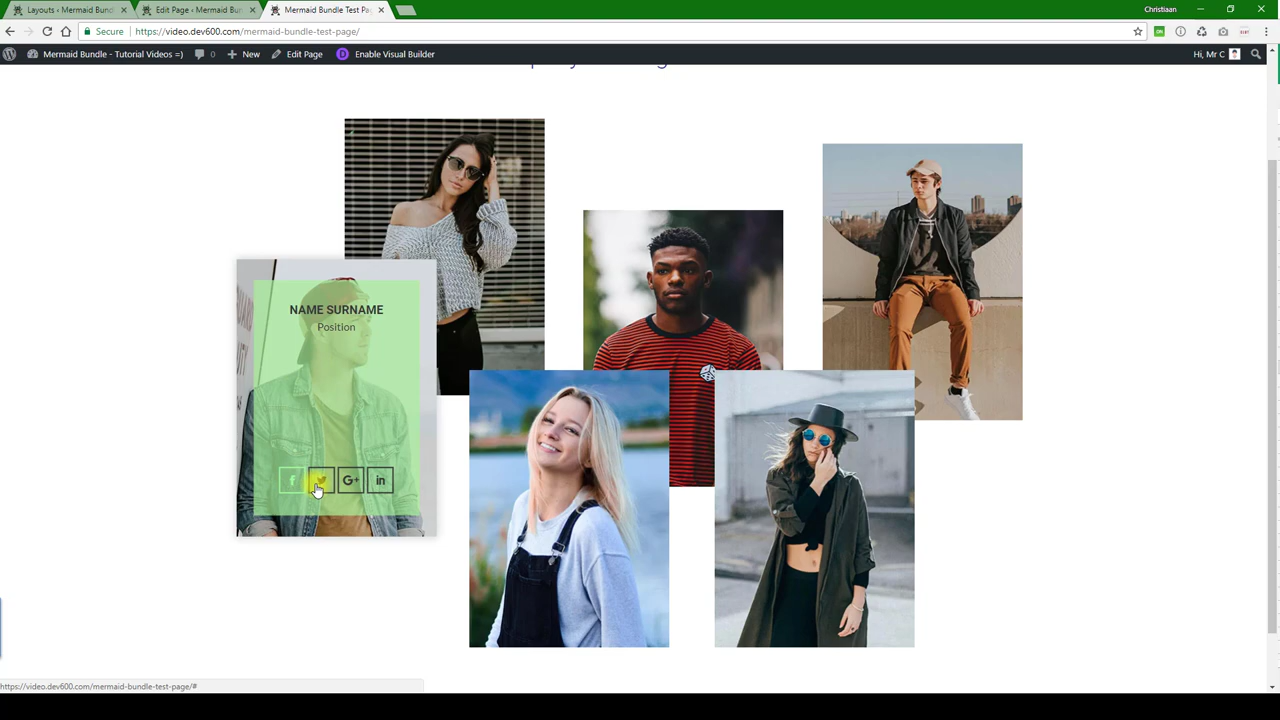 Layouts ‹ Mermaid Bund
Edit Page ‹ Mermaid Bun
Mermaid Bundle Test Pa
Christiaan
Secure
https://video.dev600.com/mermaid-bundle-test-page/
Mermaid Bundle - Tutorial Videos =)
0
New
Edit Page
Enable Visual Builder
Hi, Mr C
NAME SURNAME
Position
f
G+
in
https://video.dev600.com/mermaid-bundle-test-page/#